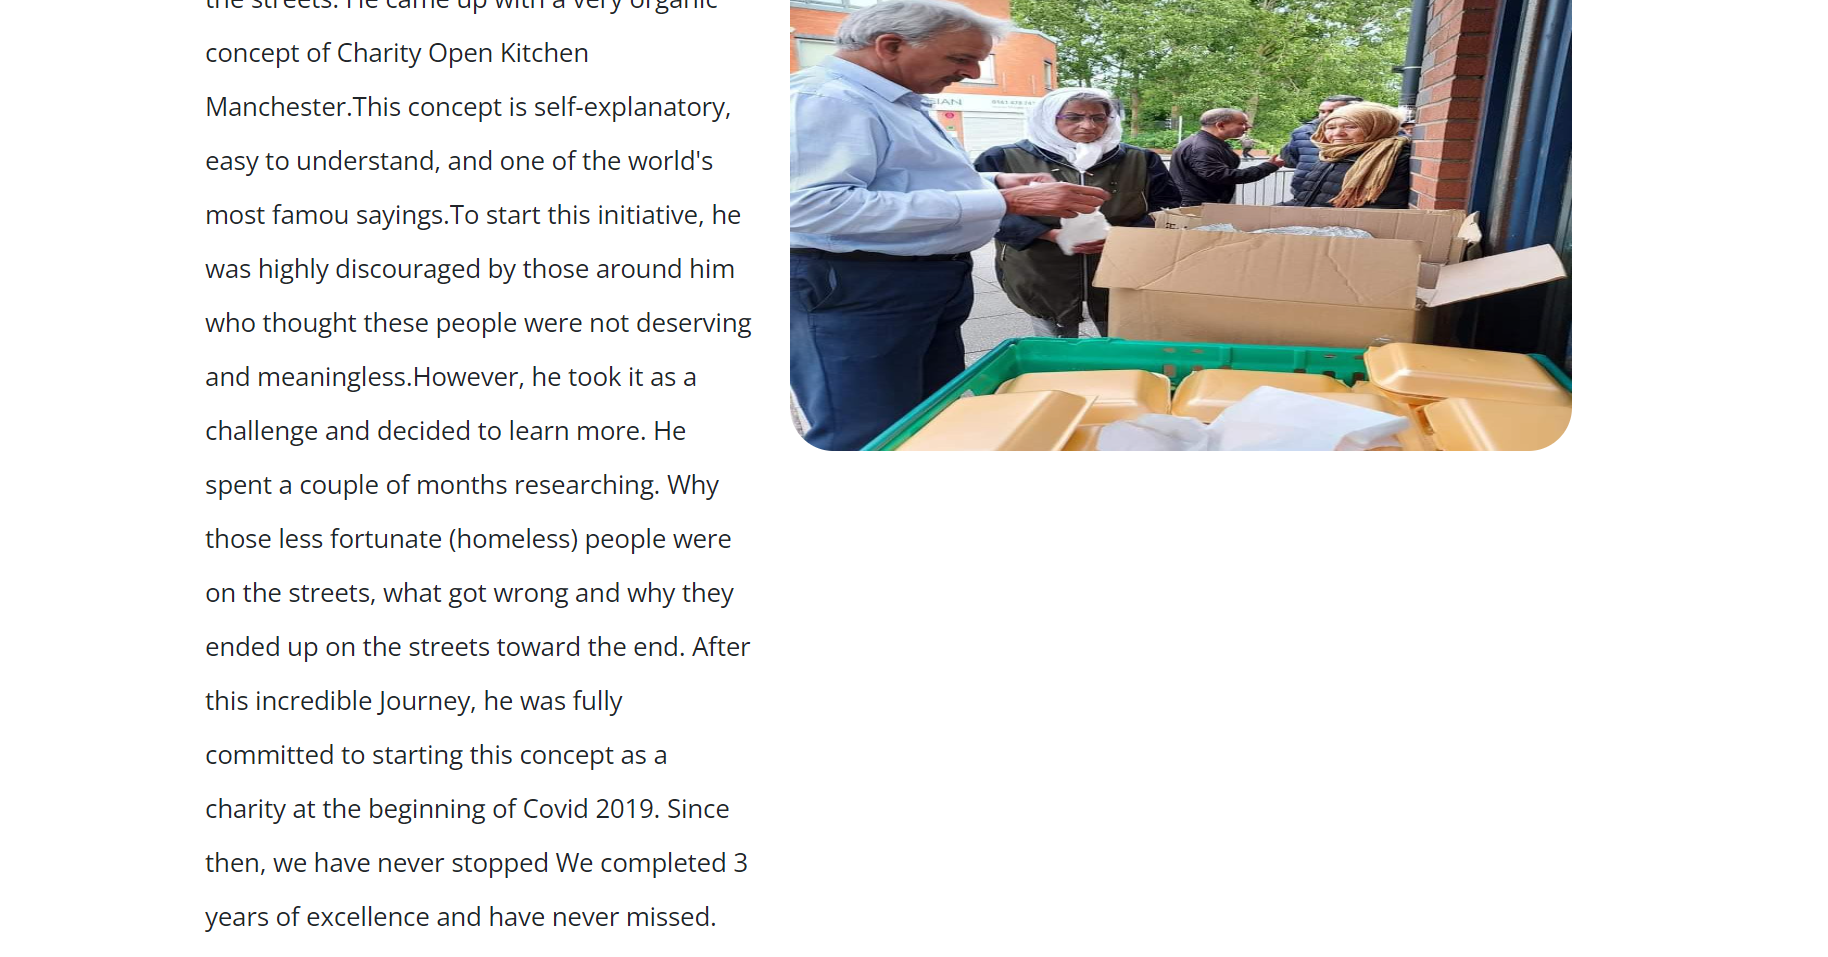 the streets. He came up with a very organic
concept of Charity Open Kitchen
Manchester.This concept is self-explanatory,
easy to understand, and one of the world's
most famou sayings.To start this initiative, he
was highly discouraged by those around him
who thought these people were not deserving
and meaningless.However, he took it as a
challenge and decided to learn more. He
spent a couple of months researching. Why
those less fortunate (homeless) people were
on the streets, what got wrong and why they
ended up on the streets toward the end. After
this incredible Journey, he was fully
committed to starting this concept as a
charity at the beginning of Covid 2019. Since
then, we have never stopped We completed 3
years of excellence and have never missed.